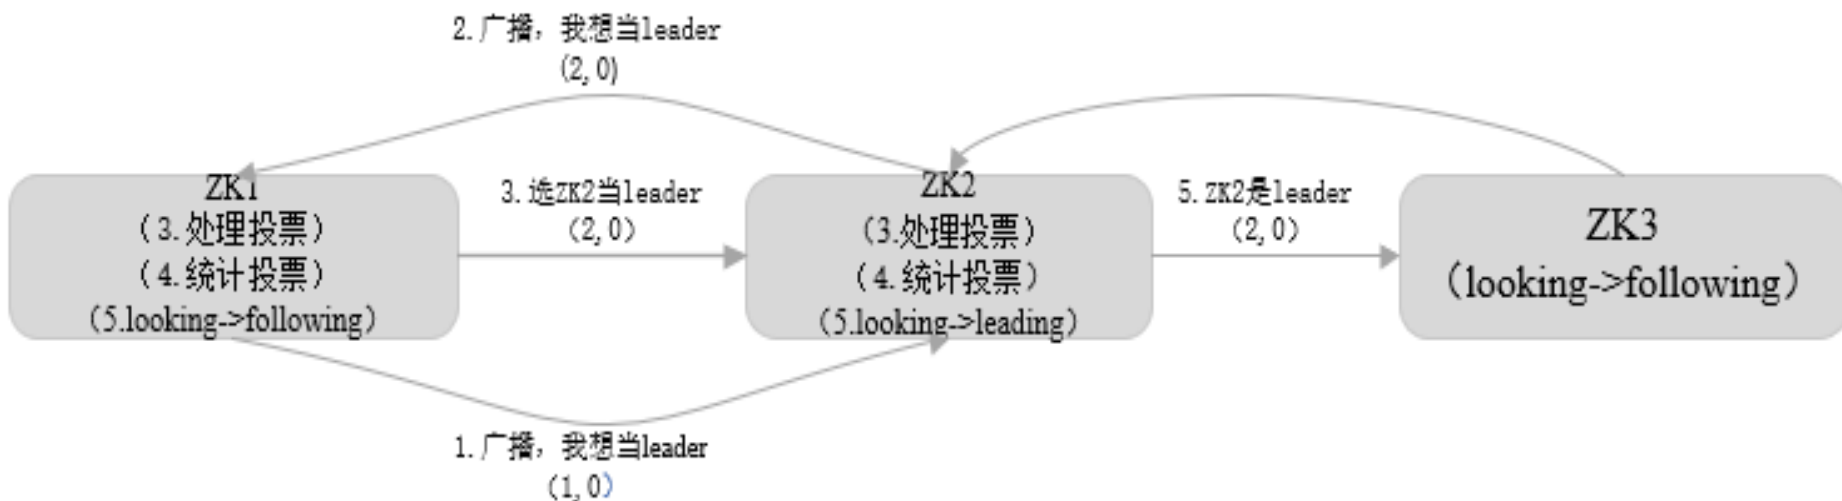 2.广播，我想当leader
(2,0)
ZK1
（3.处理投票）
（4.统计投票）
（5.looking->following）
3.选ZK2当leader
（2,0）
ZK2
（3.处理投票）
（4.统计投票）
（5.looking->leading）
5.ZK2是leader
（2,0）
ZK3
（looking->following）
1.广播，我想当leader
（1,0）